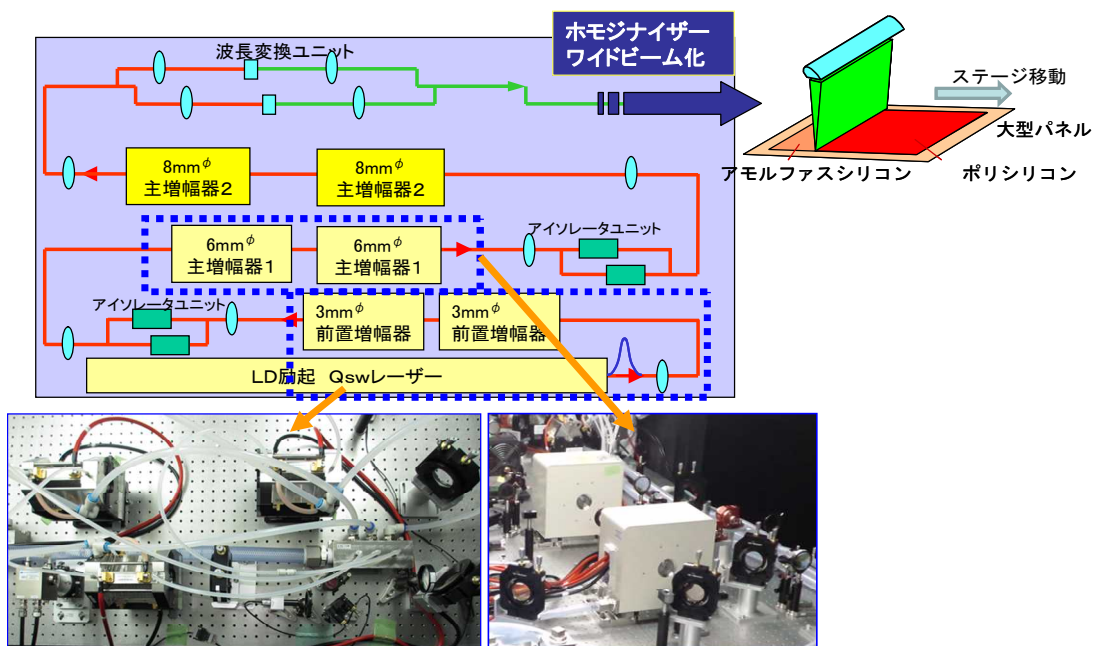 ホモジナイザー
ワイドビーム化
波長変換ユニット
ステージ移動
大型パネル
アモルファスシリコン
ポリシリコン
8mmφ
主増幅器2
8mmφ
主増幅器2
6mmφ
主増幅器1
6mmφ
主増幅器1
アイソレータユニット
アイソレータユニット
3mmφ
前置増幅器
3mmφ
前置増幅器
LD励起 Qswレーザー